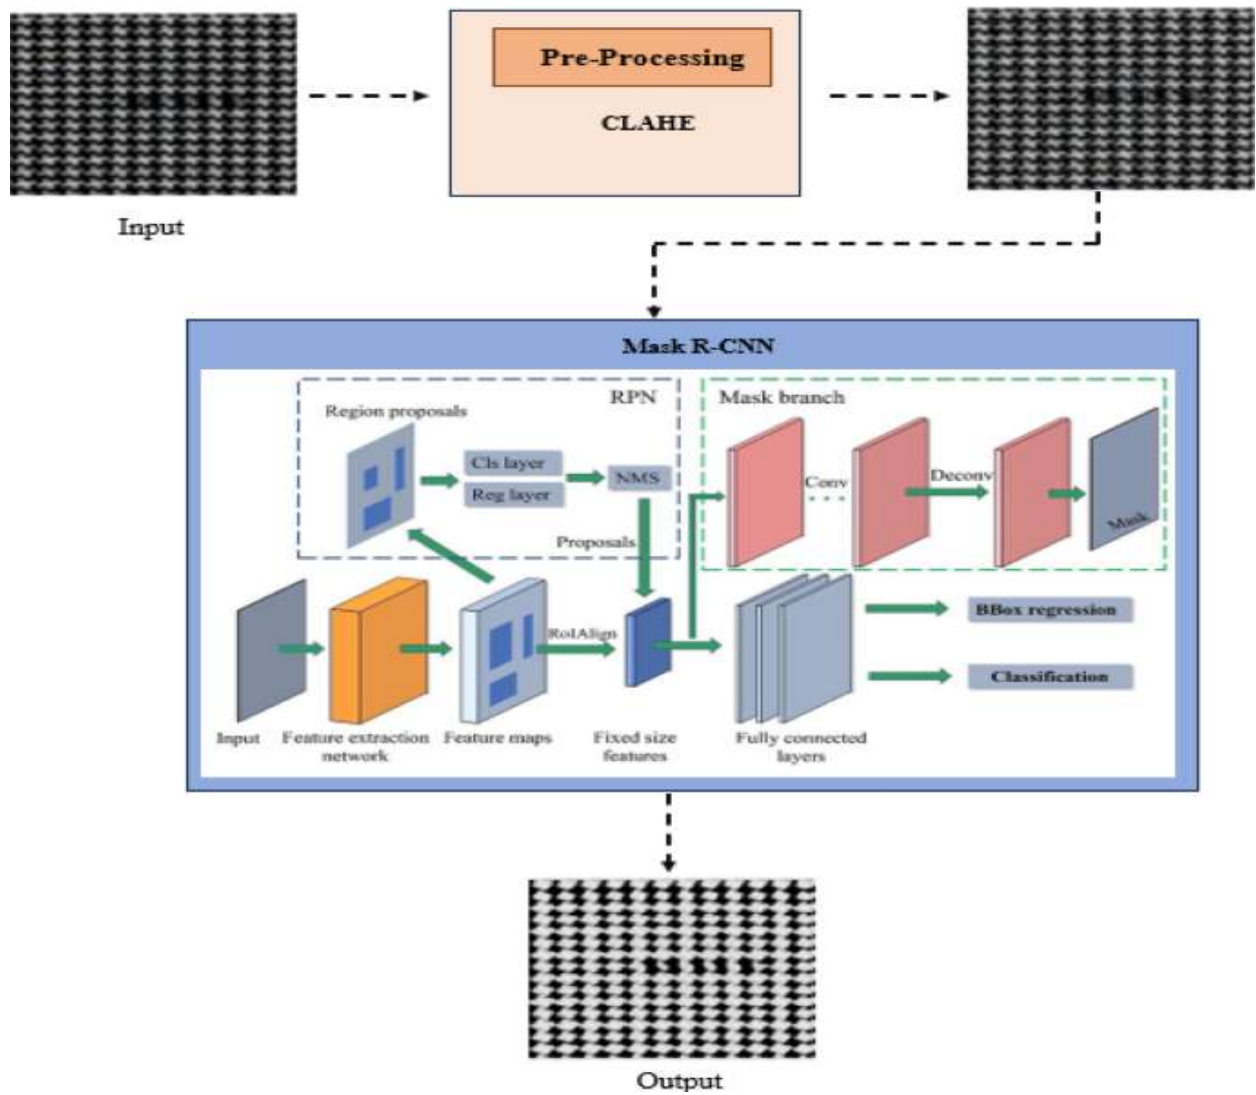 Pre-Processing
CLAHE
Input
Mask R-CNN
RPN
Region proposals
Cls layer
Reg layer
NMS
Proposals
Mask branch
Conv
Deconv
Mask
RoIAlign
BBox regression
Classification
Input
Feature extraction
network
Feature maps
Fixed size
features
Fully connected
layers
Output